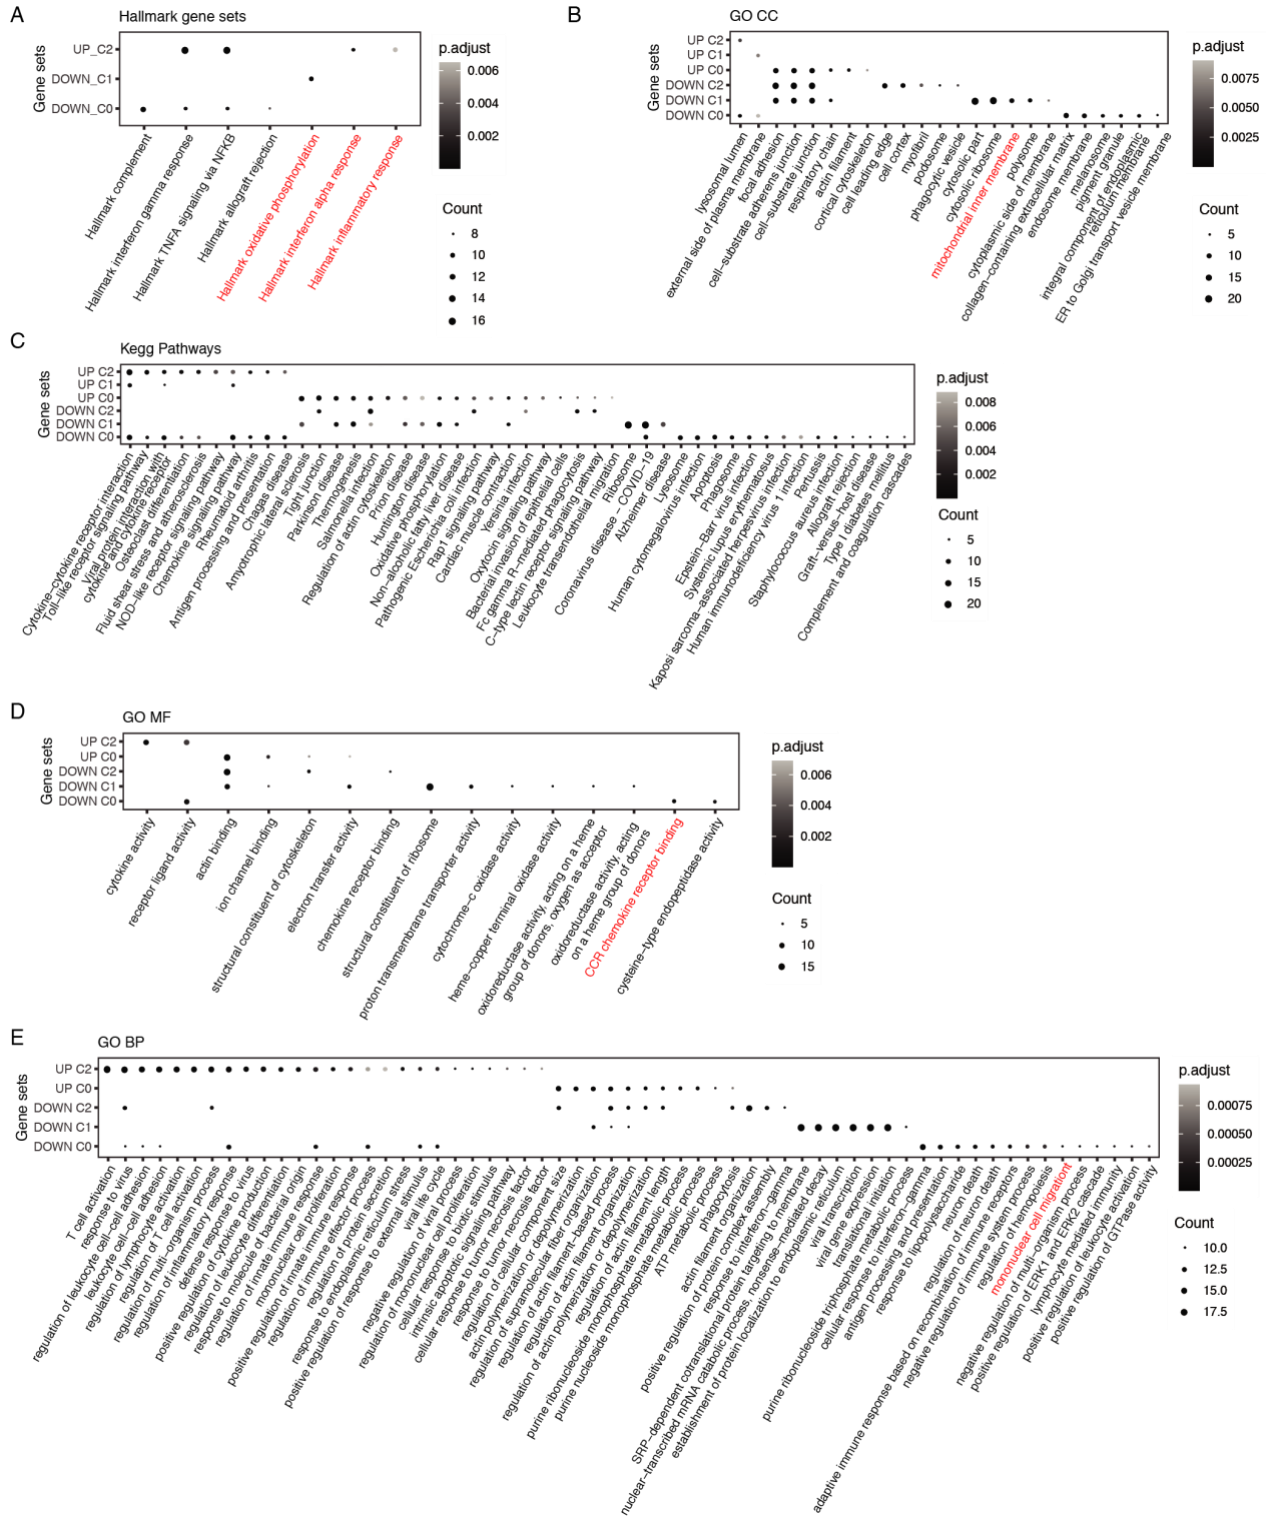 A
Hallmark gene sets
Gene sets
UP_C2
DOWN_C1
DOWN_C0
Hallmark complement
Hallmark interferon gamma response
Hallmark TNFA signaling via NFKB
Hallmark allograft rejection
Hallmark oxidative phosphorylation
Hallmark interferon alpha response
Hallmark inflammatory response
p.adjust
0.006
0.004
0.002
Count
8
10
12
14
16
B
GO CC
Gene sets
UP C2
UP C1
UP C0
DOWN C2
DOWN C1
DOWN C0
lysosomal lumen
external side of plasma membrane
focal adhesion
cell-substrate adherens junction
cell-substrate junction
respiratory chain
actin filament
cortical cytoskeleton
cell leading edge
cell cortex
myofibril
podosome
phagocytic vesicle
cytosolic part
cytosolic ribosome
mitochondrial inner membrane
polysome
cytoplasmic side of membrane
collagen-containing extracellular matrix
endosome membrane
melanosome
pigment granule
integral component of endoplasmic
reticulum membrane
ER to Golgi transport vesicle membrane
p.adjust
0.0075
0.0050
0.0025
Count
5
10
15
20
C
Kegg Pathways
Gene sets
UP C2
UP C1
UP C0
DOWN C2
DOWN C1
DOWN C0
Cytokine-cytokine receptor interaction
Toll-like receptor signaling pathway
Viral protein interaction with
cytokine and cytokine receptor
Osteoclast differentiation
Fluid shear stress and atherosclerosis
NOD-like receptor signaling pathway
Chemokine signaling pathway
Rheumatoid arthritis
Antigen processing and presentation
Chagas disease
Amyotrophic lateral sclerosis
Tight junction
Parkinson disease
Thermogenesis
Salmonella infection
Regulation of actin cytoskeleton
Prion disease
Huntington disease
Oxidative phosphorylation
Non-alcoholic fatty liver disease
Pathogenic Escherichia coli infection
Rap1 signaling pathway
Cardiac muscle contraction
Yersinia infection
Oxytocin signaling pathway
Bacterial invasion of epithelial cells
Fc gamma R-mediated phagocytosis
C-type lectin receptor signaling pathway
Leukocyte transendothelial migration
Ribosome
Coronavirus disease - COVID-19
Alzheimer disease
Lysosome
Human cytomegalovirus infection
Apoptosis
Phagosome
Epstein-Barr virus infection
Systemic lupus erythematosus
Kaposi sarcoma-associated herpesvirus infection
Human immunodeficiency virus 1 infection
Pertussis
Staphylococcus aureus infection
Allograft rejection
Graft-versus-host disease
Type I diabetes mellitus
Complement and coagulation cascades
p.adjust
0.008
0.006
0.004
0.002
Count
5
10
15
20
D
GO MF
Gene sets
UP C2
UP C0
DOWN C2
DOWN C1
DOWN C0
cytokine activity
receptor ligand activity
actin binding
ion channel binding
structural constituent of cytoskeleton
electron transfer activity
chemokine receptor binding
structural constituent of ribosome
proton transmembrane transporter activity
cytochrome-c oxidase activity
heme-copper terminal oxidase activity
oxidoreductase activity, acting on a heme
group of donors, oxygen as acceptor
oxidoreductase activity, acting
on a heme group of donors
CCR chemokine receptor binding
cysteine-type endopeptidase activity
p.adjust
0.006
0.004
0.002
Count
5
10
15
E
GO BP
Gene sets
UP C2
UP C0
DOWN C2
DOWN C1
DOWN C0
T cell activation
response to virus
regulation of leukocyte cell-cell adhesion
leukocyte cell-cell adhesion
regulation of lymphocyte activation
regulation of T cell activation
regulation of multi-organism process
regulation of inflammatory response
defense response to virus
positive regulation of cytokine production
regulation of leukocyte differentiation
response to molecule of bacterial origin
regulation of innate immune response
mononuclear cell proliferation
positive regulation of innate immune response
regulation of immune effector process
protein secretion
response to endoplasmic reticulum stress
positive regulation of response to external stimulus
viral life cycle
negative regulation of viral process
regulation of mononuclear cell proliferation
cellular response to biotic stimulus
intrinsic apoptotic signaling pathway
cellular response to tumor necrosis factor
response to tumor necrosis factor
regulation of cellular component size
actin polymerization or depolymerization
regulation of supramolecular fiber organization
regulation of actin filament-based process
regulation of actin filament organization
regulation of actin polymerization or depolymerization
regulation of actin filament length
purine ribonucleoside monophosphate metabolic process
purine nucleoside monophosphate metabolic process
ATP metabolic process
phagocytosis
actin filament organization
positive regulation of protein complex assembly
response to interferon-gamma
SRP-dependent cotranslational protein targeting to membrane
nuclear-transcribed mRNA catabolic process, nonsense-mediated decay
establishment of protein localization to endoplasmic reticulum
viral transcription
viral gene expression
translational initiation
purine ribonucleoside triphosphate metabolic process
cellular response to interferon-gamma
antigen processing and presentation
response to lipopolysaccharide
neuron death
regulation of neuron death
adaptive immune response based on recombination of immune receptors
negative regulation of immune system process
regulation of hemopoiesis
mononuclear cell migrationt
negative regulation of multi-organism process
positive regulation of ERK1 and ERK2 cascade
lymphocyte mediated immunity
positive regulation of leukocyte activation
positive regulation of GTPase activity
p.adjust
0.00075
0.00050
0.00025
Count
10.0
12.5
15.0
17.5